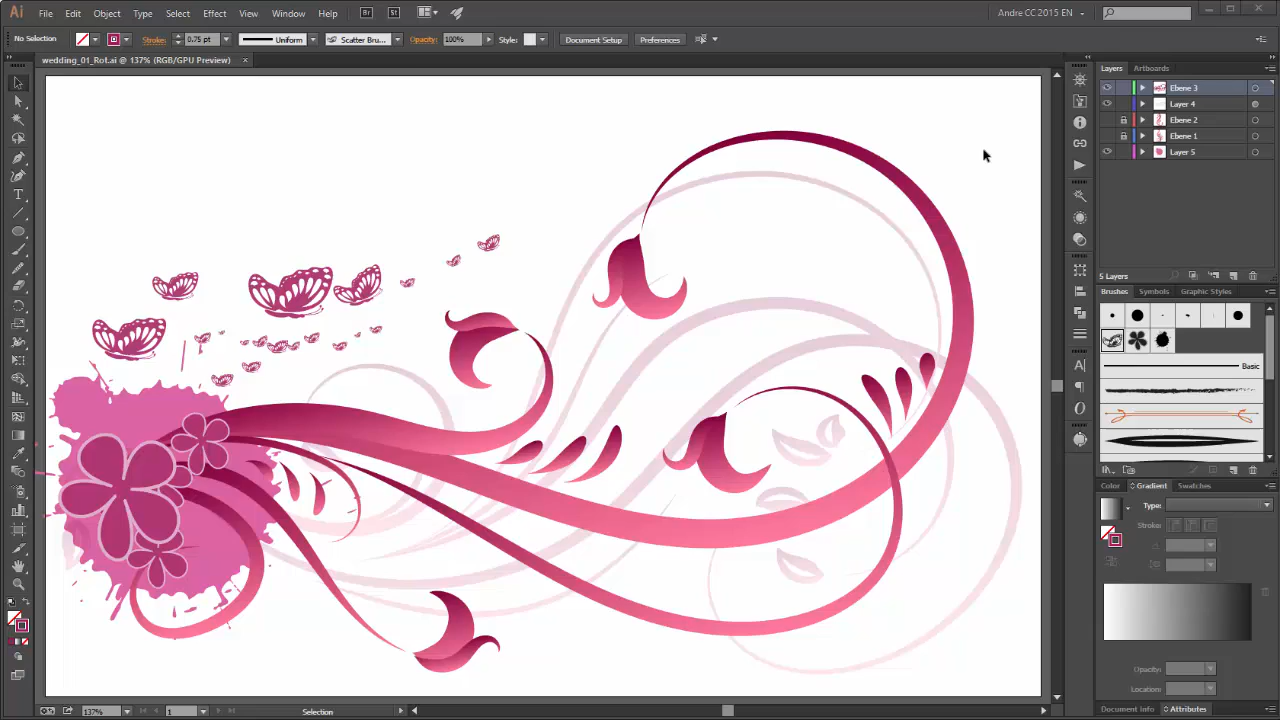 Ai File Edit Object Type Select Effect View Window Help Br St Andre CC 2015 EN
No Selection Stroke: 0.75 pt Uniform Scatter Bru... Opacity: 100% Style: Document Setup Preferences
wedding_01_Rot.ai @ 137% (RGB/GPU Preview) ×
Layers Artboards
Ebene 3
Layer 4
Ebene 2
Ebene 1
Layer 5
5 Layers
Brushes Symbols Graphic Styles
Basic
Color Gradient Swatches
Type:
Stroke:
Opacity:
Location:
Document Info Attributes
137% 1 Selection